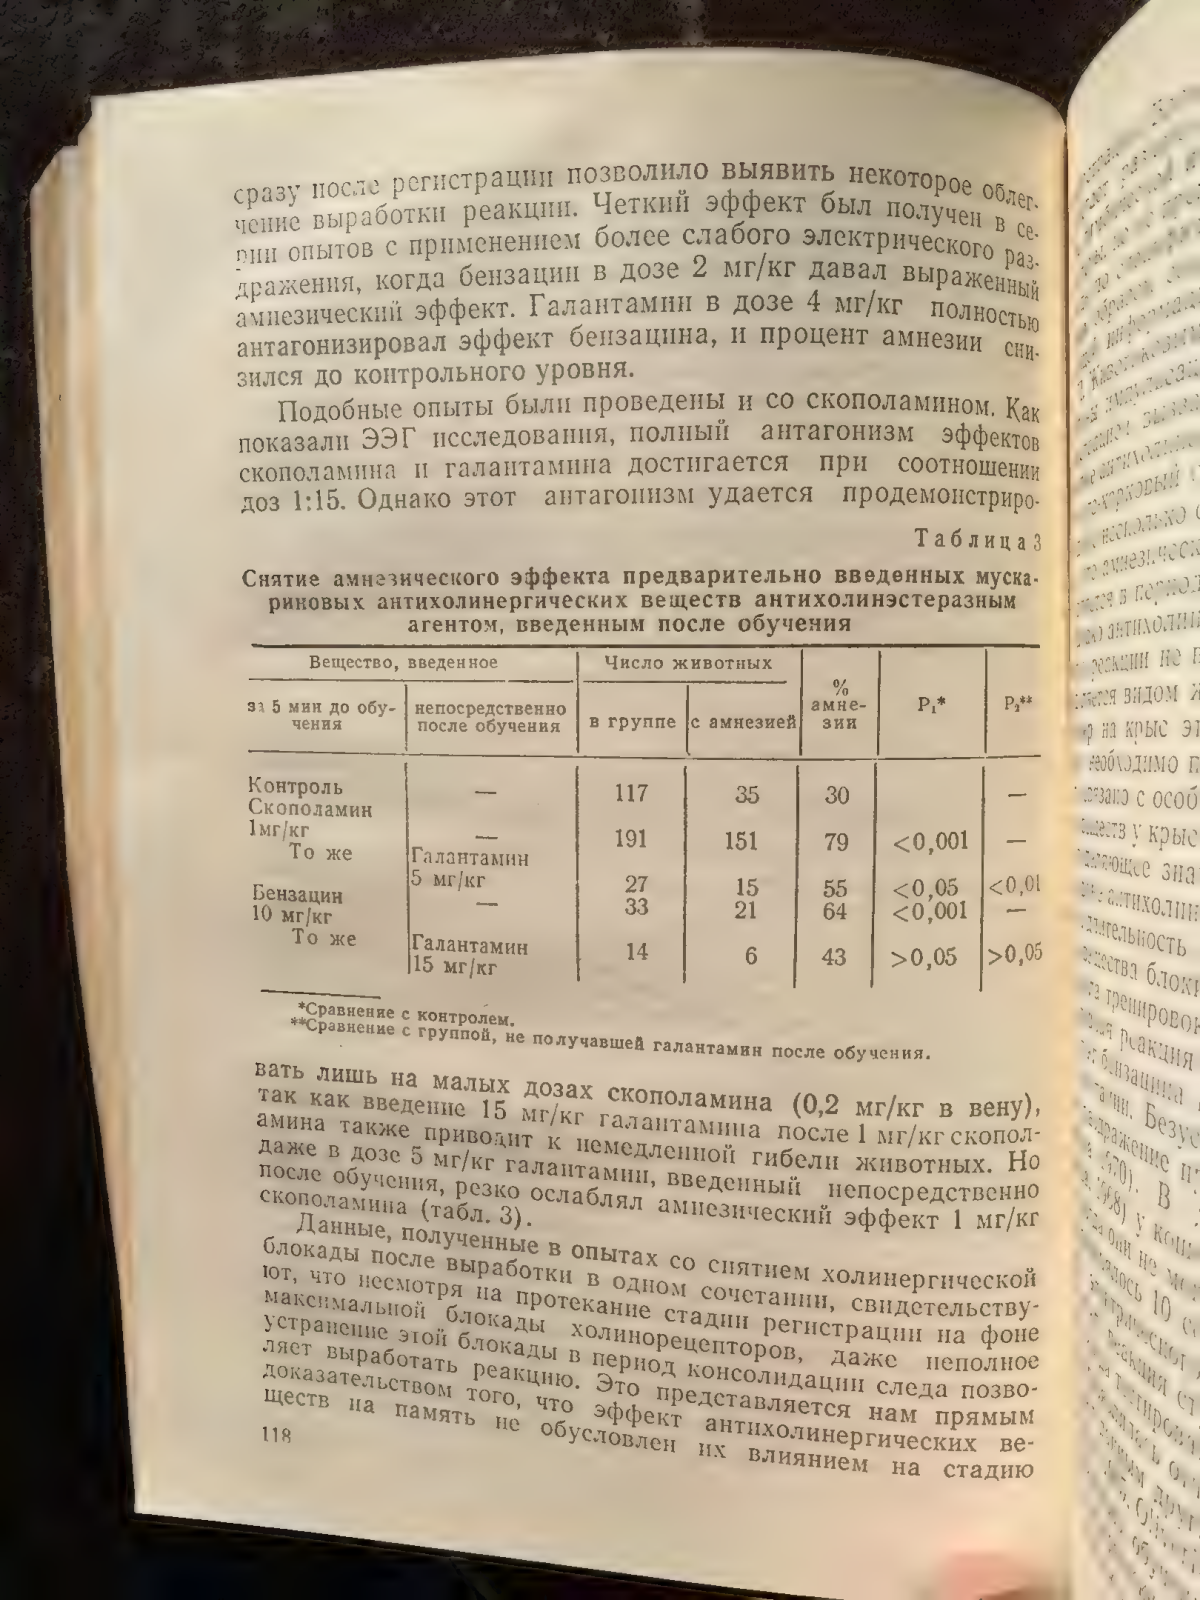 сразу после регистрации позволило выявить некоторое облег-
чение выработки реакции. Четкий эффект был получен в се-
рии опытов с применением более слабого электрического раз-
дражения, когда бензацин в дозе 2 мг/кг давал выраженный
амнезический эффект. Галантамин в дозе 4 мг/кг полностью
антагонизировал эффект бензацина, и процент амнезии сни-
зился до контрольного уровня.
Подобные опыты были проведены и со скополамином. Как
показали ЭЭГ исследования, полный антагонизм эффектов
скополамина и галантамина достигается при соотношении
доз 1:15. Однако этот антагонизм удается продемонстриро-
Таблица 3
Снятие амнезического эффекта предварительно введенных муска-
риновых антихолинергических веществ антихолинэстеразным
агентом, введенным после обучения
Вещество, введенное Число животных % амне-зии P₁* P₂**
за 5 мин до обу-чения непосредственно после обучения в группе с амнезией
Контроль — 117 35 30 —
Скополамин
1мг/кг — 191 151 79 <0,001 —
То же Галантамин
5 мг/кг 27 15 55 <0,05 <0,01
Бензацин
10 мг/кг — 33 21 64 <0,001 —
То же Галантамин
15 мг/кг 14 6 43 >0,05 >0,05
*Сравнение с контролем.
**Сравнение с группой, не получавшей галантамин после обучения.
вать лишь на малых дозах скополамина (0,2 мг/кг в вену),
так как введение 15 мг/кг галантамина после 1 мг/кг скопол-
амина также приводит к немедленной гибели животных. Но
даже в дозе 5 мг/кг галантамин, введенный непосредственно
после обучения, резко ослаблял амнезический эффект 1 мг/кг
скополамина (табл. 3).
Данные, полученные в опытах со снятием холинергической
блокады после выработки в одном сочетании, свидетельству-
ют, что несмотря на протекание стадии регистрации на фоне
максимальной блокады холинорецепторов, даже неполное
устранение этой блокады в период консолидации следа позво-
ляет выработать реакцию. Это представляется нам прямым
доказательством того, что эффект антихолинергических ве-
ществ на память не обусловлен их влиянием на стадию
118